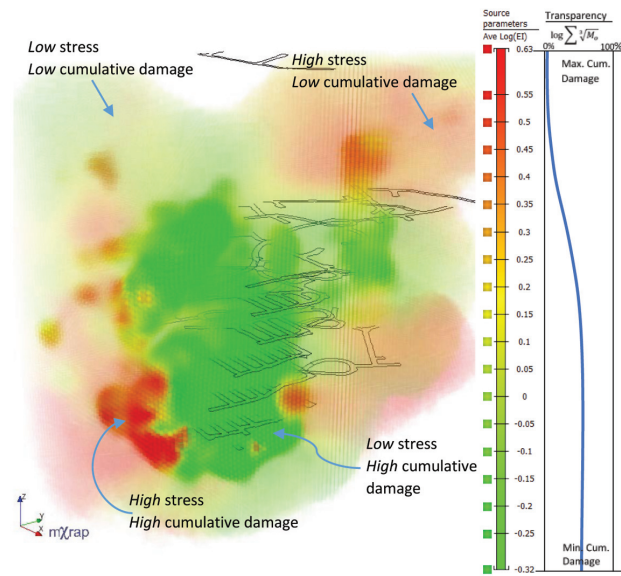 Low stress
Low cumulative damage
High stress
Low cumulative damage
Low stress
High cumulative
damage
High stress
High cumulative damage
z
y
x
mXrap
Source
parameters
Ave Log(EI)
0.63
0.55
0.5
0.45
0.4
0.35
0.3
0.25
0.2
0.15
0.1
0.05
0
-0.05
-0.1
-0.15
-0.2
-0.25
-0.32
Transparency
log ∑ ∛Mₒ
0% 100%
Max. Cum.
Damage
Min. Cum.
Damage